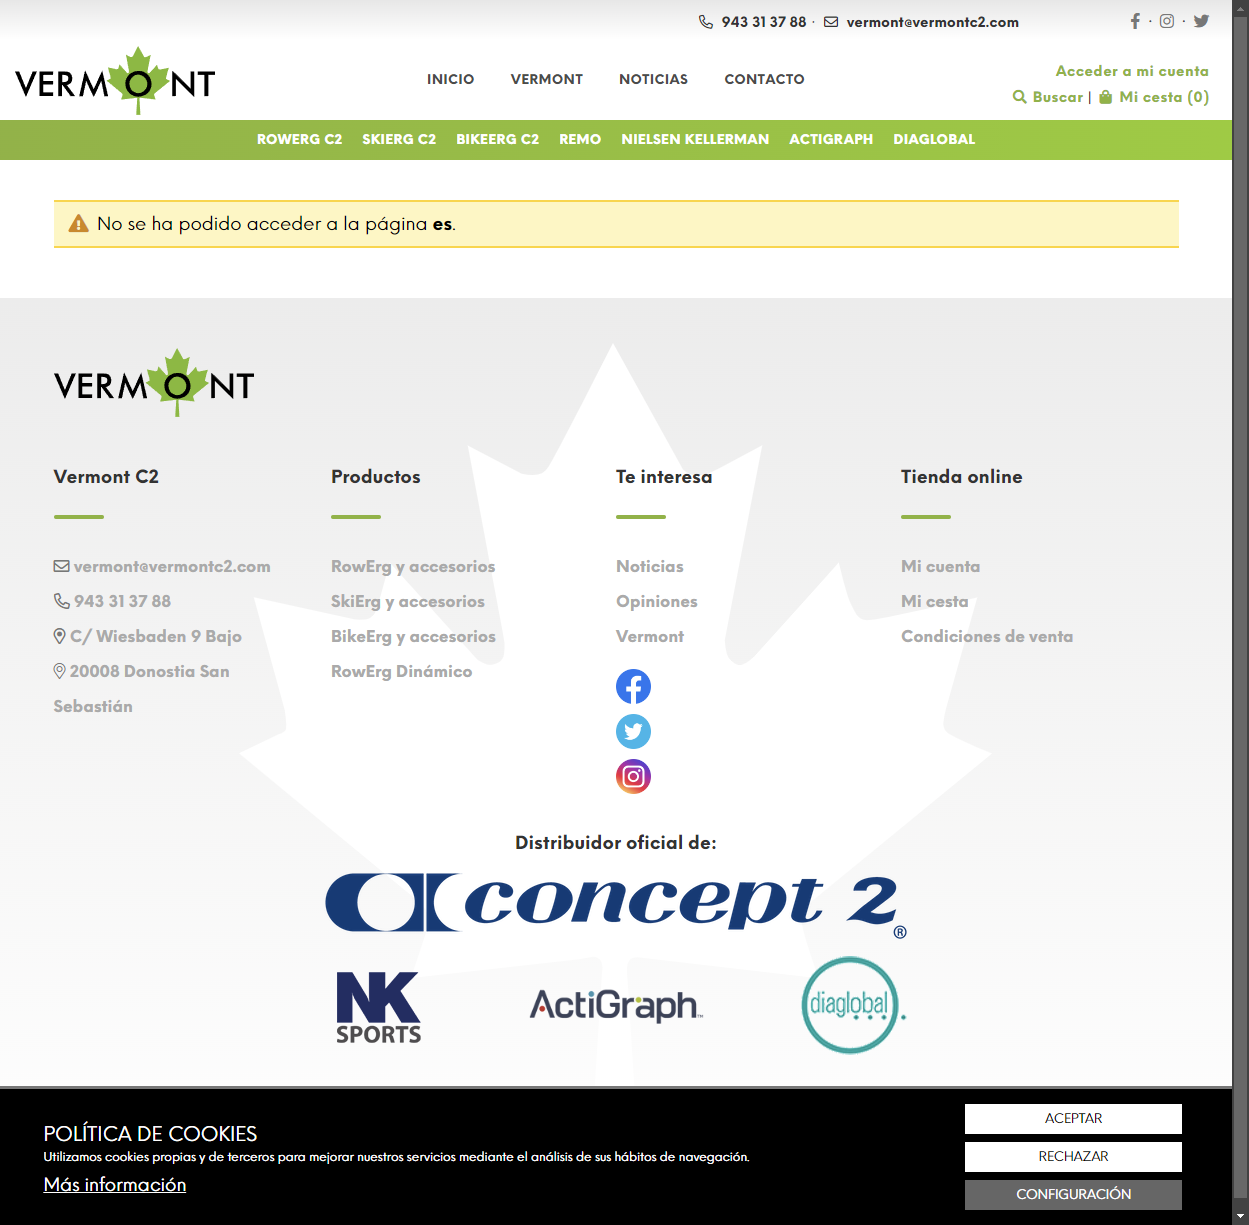 943 31 37 88 · vermont@vermontc2.com · ·
VERMONT
INICIO VERMONT NOTICIAS CONTACTO
Acceder a mi cuenta
Buscar | Mi cesta (0)
ROWERG C2 SKIERG C2 BIKEERG C2 REMO NIELSEN KELLERMAN ACTIGRAPH DIAGLOBAL
No se ha podido acceder a la página es.
VERMONT
Vermont C2
vermont@vermontc2.com
943 31 37 88
C/ Wiesbaden 9 Bajo
20008 Donostia San
Sebastián
Productos
RowErg y accesorios
SkiErg y accesorios
BikeErg y accesorios
RowErg Dinámico
Te interesa
Noticias
Opiniones
Vermont
Tienda online
Mi cuenta
Mi cesta
Condiciones de venta
Distribuidor oficial de:
concept 2®
NK
SPORTS
ActiGraph™
diaglobal
POLÍTICA DE COOKIES
Utilizamos cookies propias y de terceros para mejorar nuestros servicios mediante el análisis de sus hábitos de navegación.
Más información
ACEPTAR
RECHAZAR
CONFIGURACIÓN